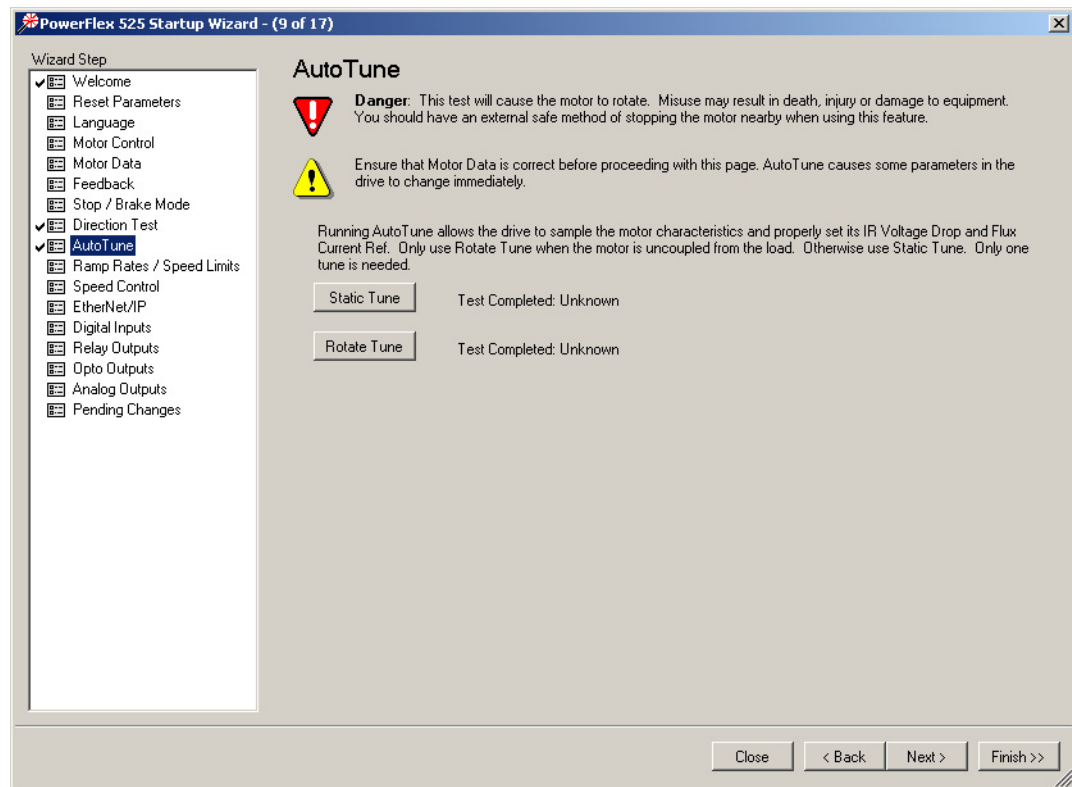 PowerFlex 525 Startup Wizard - (9 of 17)
Wizard Step
Welcome
Reset Parameters
Language
Motor Control
Motor Data
Feedback
Stop / Brake Mode
Direction Test
AutoTune
Ramp Rates / Speed Limits
Speed Control
EtherNet/IP
Digital Inputs
Relay Outputs
Opto Outputs
Analog Outputs
Pending Changes
AutoTune
Danger: This test will cause the motor to rotate. Misuse may result in death, injury or damage to equipment.
You should have an external safe method of stopping the motor nearby when using this feature.
Ensure that Motor Data is correct before proceeding with this page. AutoTune causes some parameters in the
drive to change immediately.
Running AutoTune allows the drive to sample the motor characteristics and properly set its IR Voltage Drop and Flux
Current Ref. Only use Rotate Tune when the motor is uncoupled from the load. Otherwise use Static Tune. Only one
tune is needed.
Static Tune Test Completed: Unknown
Rotate Tune Test Completed: Unknown
Close < Back Next > Finish >>